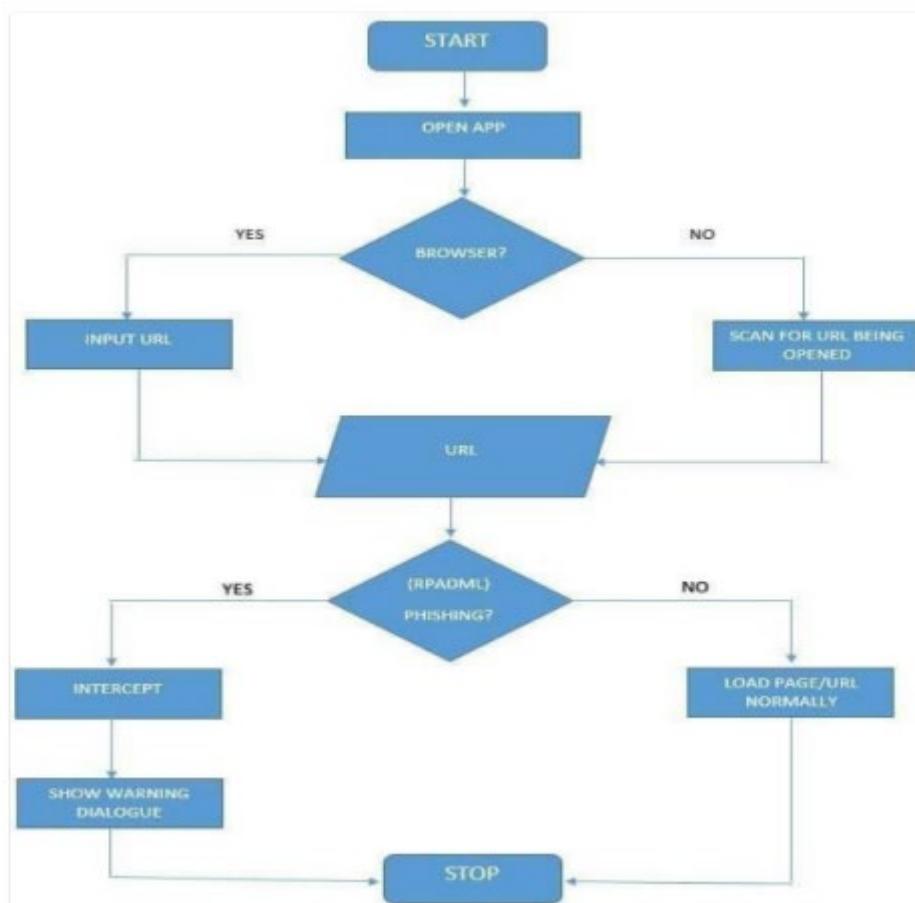 START
OPEN APP
YES
NO
BROWSER?
INPUT URL
SCAN FOR URL BEING
OPENED
URL
(RPADML)
PHISHING?
YES
NO
INTERCEPT
LOAD PAGE/URL
NORMALLY
SHOW WARNING
DIALOGUE
STOP